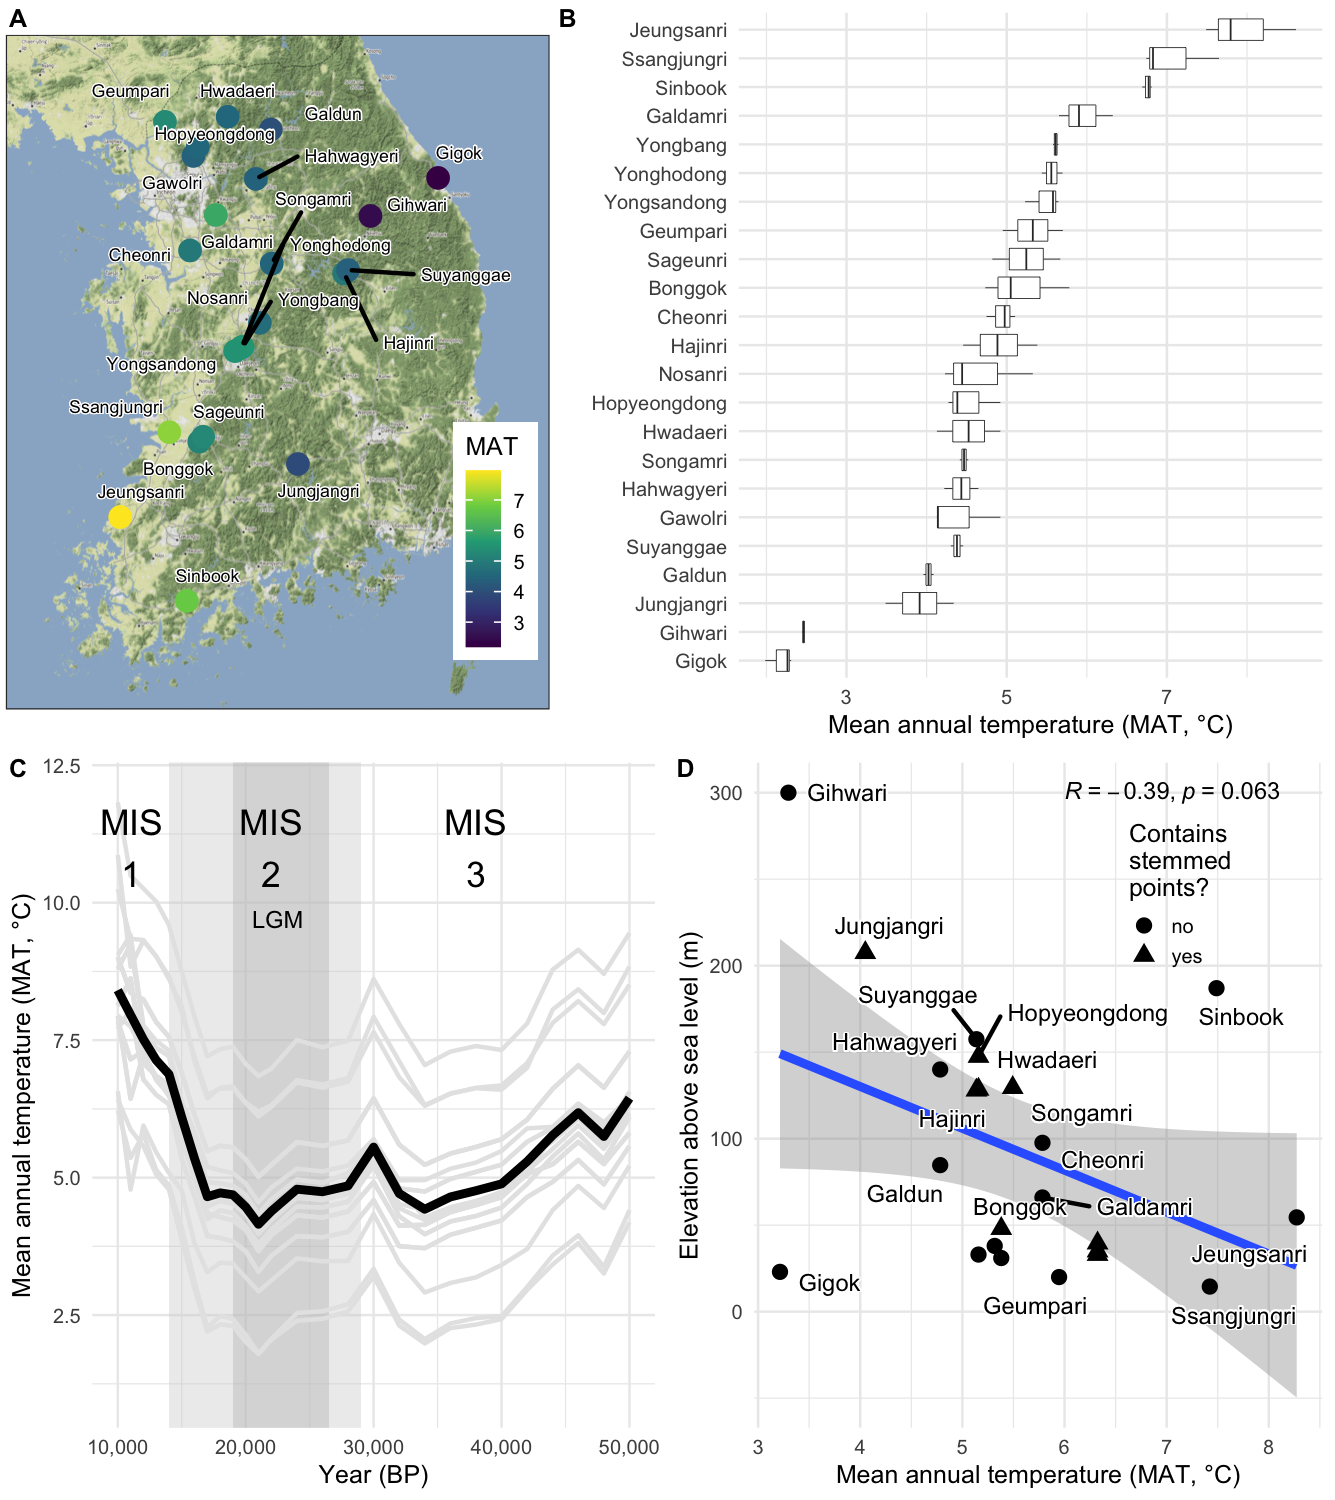 A
Geumpari
Hwadaeri
Galdun
Hopyeongdong
Hahwagyeri
Gigok
Gawolri
Songamri
Gihwari
Cheonri
Galdamri
Yonghodong
Suyanggae
Nosanri
Yongbang
Hajinri
Yongsandong
Ssangjungri
Sageunri
Bonggok
Jeungsanri
Jungjangri
Sinbook
MAT
7
6
5
4
3
B
Jeungsanri
Ssangjungri
Sinbook
Galdamri
Yongbang
Yonghodong
Yongsandong
Geumpari
Sageunri
Bonggok
Cheonri
Hajinri
Nosanri
Hopyeongdong
Hwadaeri
Songamri
Hahwagyeri
Gawolri
Suyanggae
Galdun
Jungjangri
Gihwari
Gigok
3 5 7
Mean annual temperature (MAT, °C)
C
12.5
10.0
7.5
5.0
2.5
Mean annual temperature (MAT, °C)
MIS
1
MIS
2
LGM
MIS
3
10,000 20,000 30,000 40,000 50,000
Year (BP)
D
300
200
100
0
Elevation above sea level (m)
R = −0.39, p = 0.063
Contains
stemmed
points?
no
yes
Gihwari
Jungjangri
Suyanggae
Hopyeongdong
Sinbook
Hahwagyeri
Hwadaeri
Hajinri
Songamri
Cheonri
Galdun
Bonggok
Galdamri
Jeungsanri
Gigok
Geumpari
Ssangjungri
3 4 5 6 7 8
Mean annual temperature (MAT, °C)